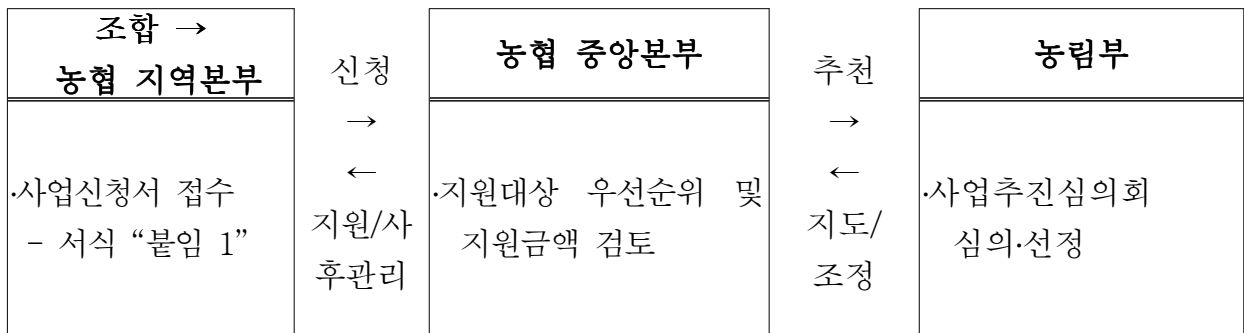 조합 →
농협 지역본부
·사업신청서 접수
- 서식 “붙임 1”
신청
→
←
지원/사
후관리
농협 중앙본부
·지원대상 우선순위 및
지원금액 검토
추천
→
←
지도/
조정
농림부
·사업추진심의회
심의·선정